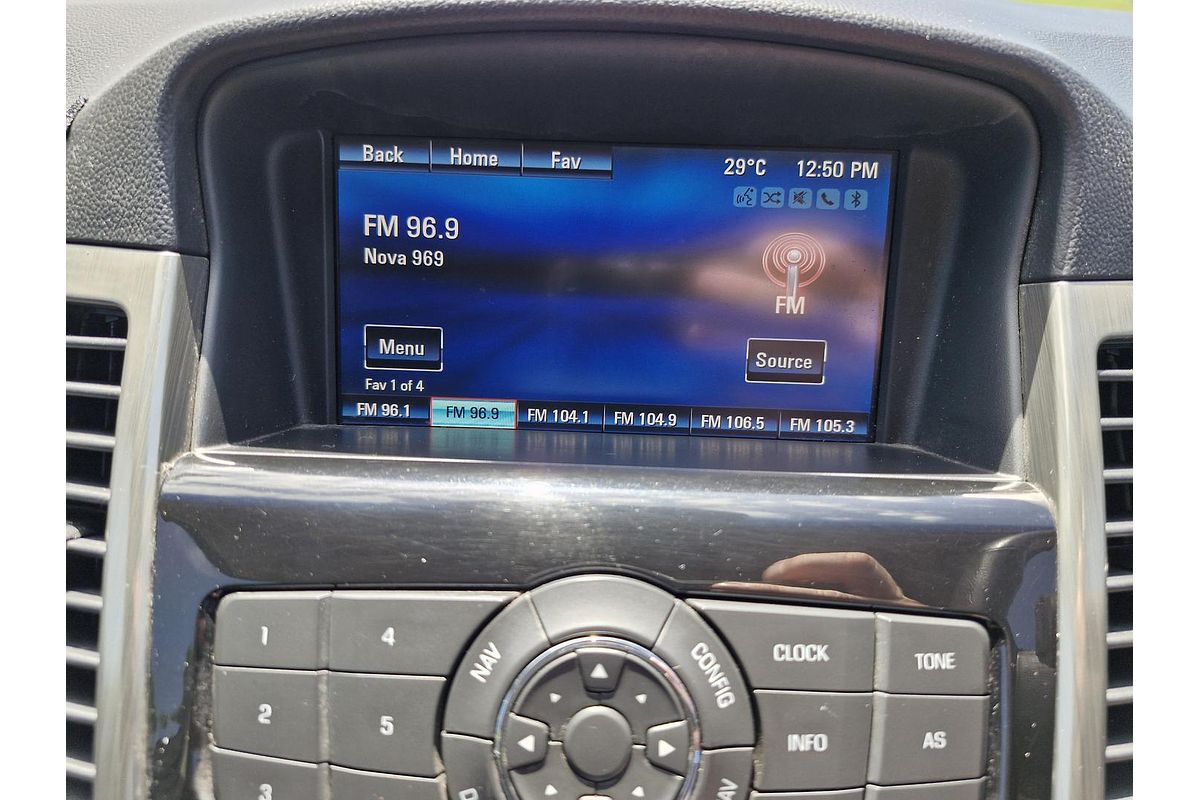 Back Home Fav 29°C 12:50 PM
FM 96.9
Nova 969
FM
Menu Source
Fav 1 of 4
FM 96.1 FM 96.9 FM 104.1 FM 104.9 FM 106.5 FM 105.3
1 4 NAV CONFIG CLOCK TONE
2 5 INFO AS
3